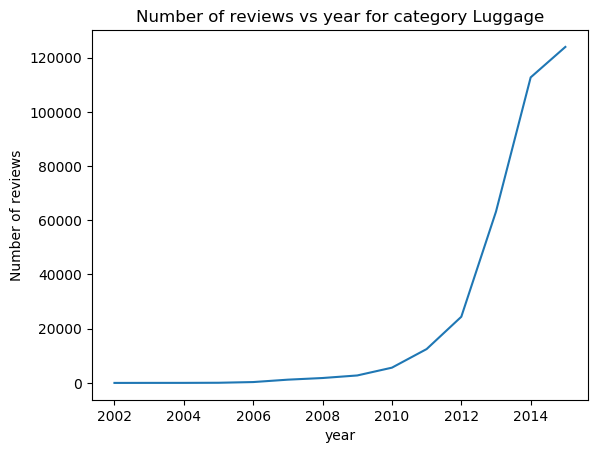 Number of reviews vs year for category Luggage
120000
100000
80000
60000
40000
20000
0
Number of reviews
2002 2004 2006 2008 2010 2012 2014
year